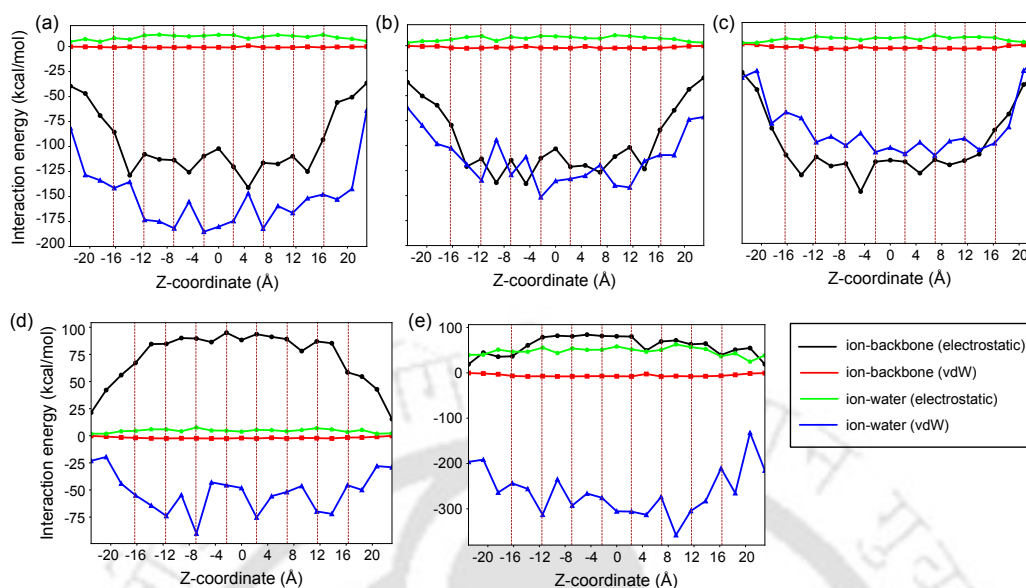 (a)
(b)
(c)
Interaction energy (kcal/mol)
0
-25
-50
-75
-100
-125
-150
-175
-200
-20 -16 -12 -8 -4 0 4 8 12 16 20
-20 -16 -12 -8 -4 0 4 8 12 16 20
-20 -16 -12 -8 -4 0 4 8 12 16 20
Z-coordinate (Å)
Z-coordinate (Å)
Z-coordinate (Å)
(d)
(e)
Interaction energy (kcal/mol)
100
75
50
25
0
-25
-50
-75
100
0
-100
-200
-300
-20 -16 -12 -8 -4 0 4 8 12 16 20
-20 -16 -12 -8 -4 0 4 8 12 16 20
Z-coordinate (Å)
Z-coordinate (Å)
ion-backbone (electrostatic)
ion-backbone (vdW)
ion-water (electrostatic)
ion-water (vdW)